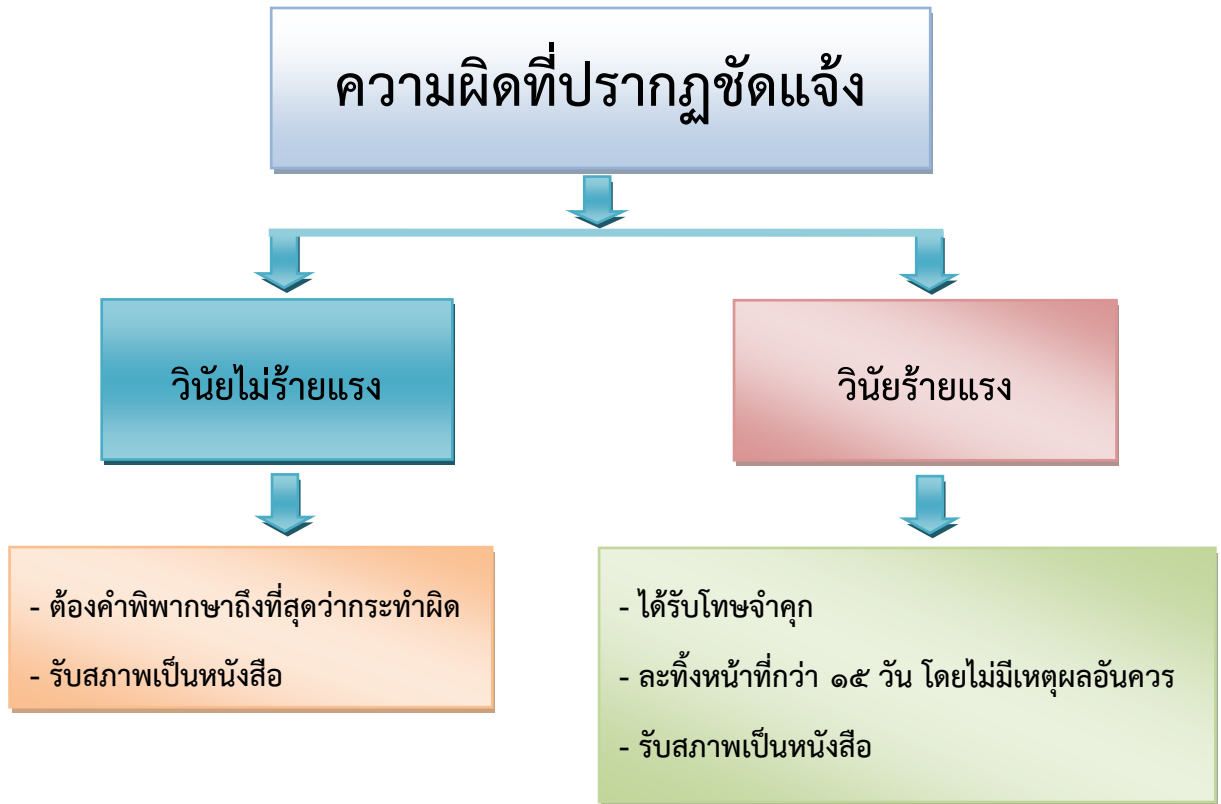 ความผิดที่ปรากฏชัดแจ้ง
วินัยไม่ร้ายแรง
วินัยร้ายแรง
- ต้องคำพิพากษาถึงที่สุดว่ากระทำผิด
- รับสภาพเป็นหนังสือ
- ได้รับโทษจำคุก
- ละทิ้งหน้าที่กว่า ๑๕ วัน โดยไม่มีเหตุผลอันควร
- รับสภาพเป็นหนังสือ